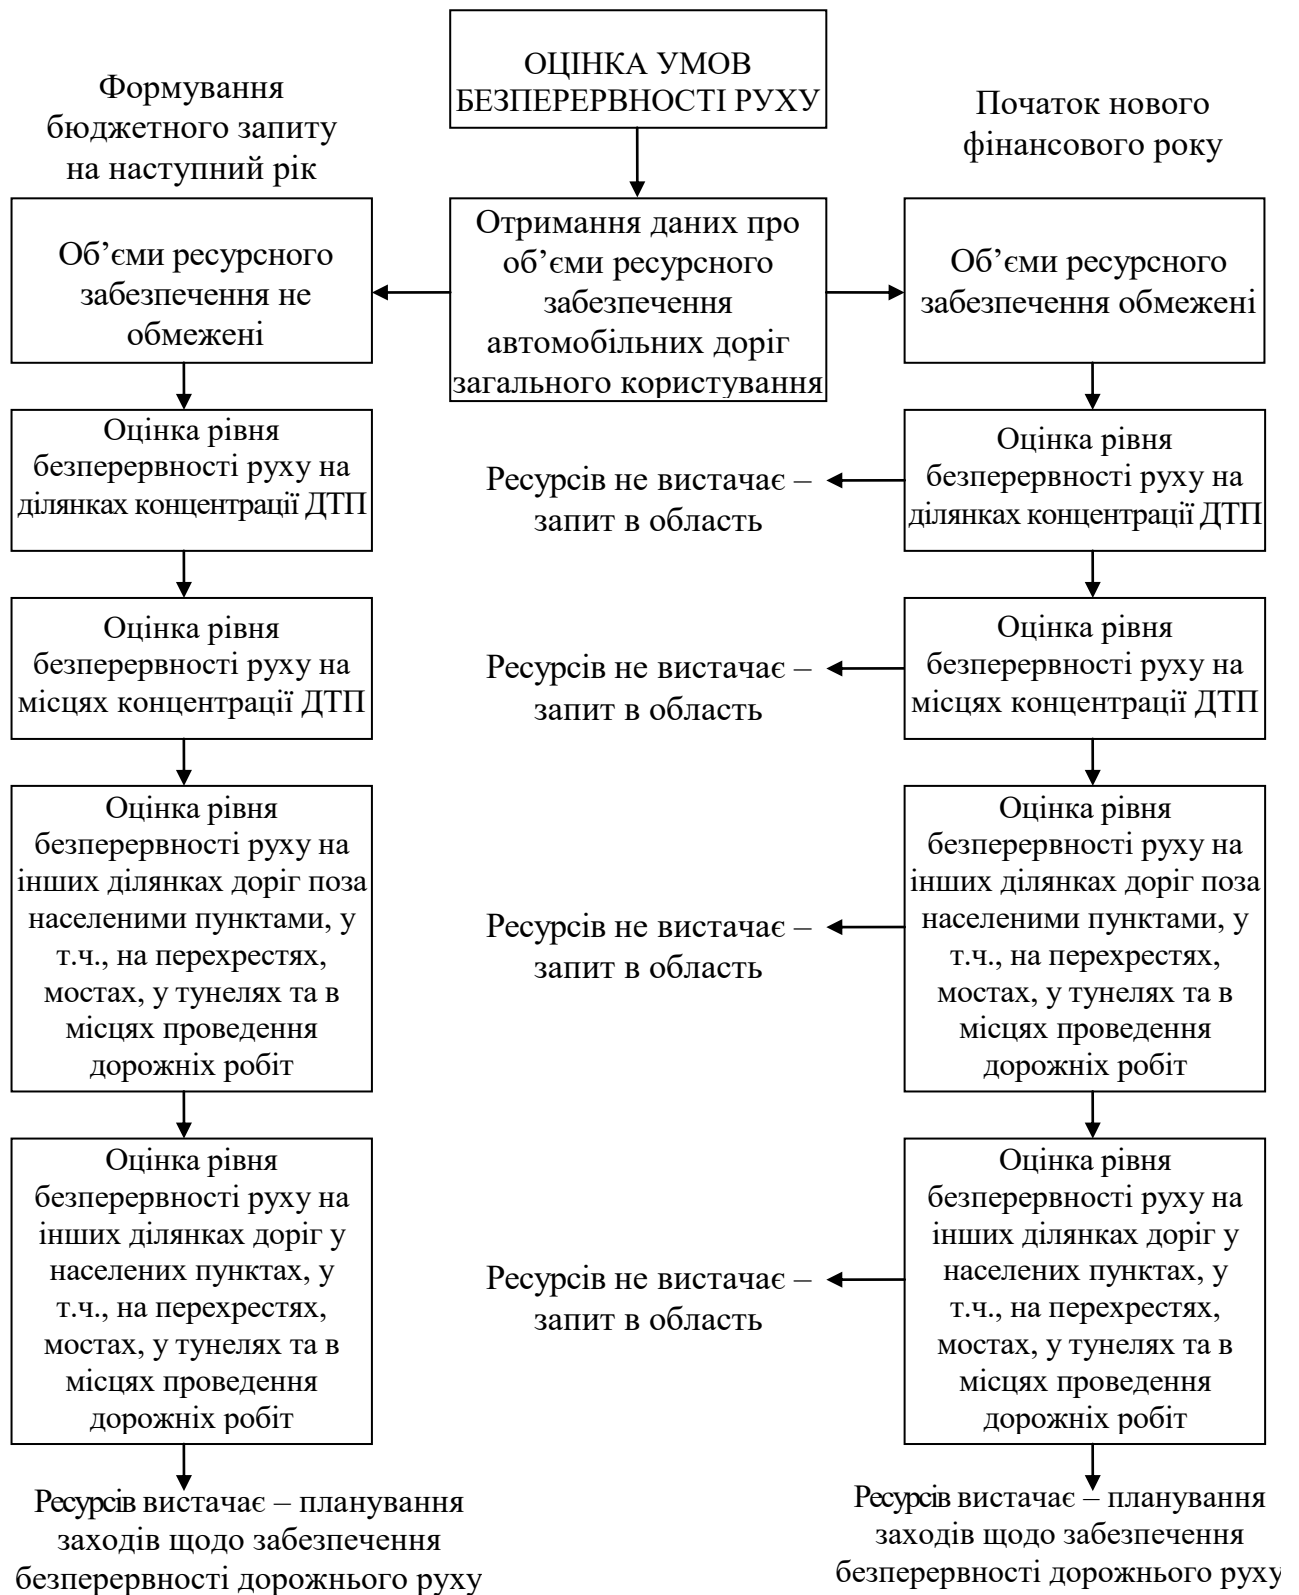 ОЦІНКА УМОВ
БЕЗПЕРЕРВНОСТІ РУХУ
Формування
бюджетного запиту
на наступний рік
Початок нового
фінансового року
Об’єми ресурсного
забезпечення не
обмежені
Отримання даних про
об’єми ресурсного
забезпечення
автомобільних доріг
загального користування
Об’єми ресурсного
забезпечення обмежені
Оцінка рівня
безперервності руху на
ділянках концентрації ДТП
Ресурсів не вистачає –
запит в область
Оцінка рівня
безперервності руху на
ділянках концентрації ДТП
Оцінка рівня
безперервності руху на
місцях концентрації ДТП
Ресурсів не вистачає –
запит в область
Оцінка рівня
безперервності руху на
місцях концентрації ДТП
Оцінка рівня
безперервності руху на
інших ділянках доріг поза
населеними пунктами, у
т.ч., на перехрестях,
мостах, у тунелях та в
місцях проведення
дорожніх робіт
Ресурсів не вистачає –
запит в область
Оцінка рівня
безперервності руху на
інших ділянках доріг поза
населеними пунктами, у
т.ч., на перехрестях,
мостах, у тунелях та в
місцях проведення
дорожніх робіт
Оцінка рівня
безперервності руху на
інших ділянках доріг у
населених пунктах, у
т.ч., на перехрестях,
мостах, у тунелях та в
місцях проведення
дорожніх робіт
Ресурсів не вистачає –
запит в область
Оцінка рівня
безперервності руху на
інших ділянках доріг у
населених пунктах, у
т.ч., на перехрестях,
мостах, у тунелях та в
місцях проведення
дорожніх робіт
Ресурсів вистачає – планування
заходів щодо забезпечення
безперервності дорожнього руху
Ресурсів вистачає – планування
заходів щодо забезпечення
безперервності дорожнього руху